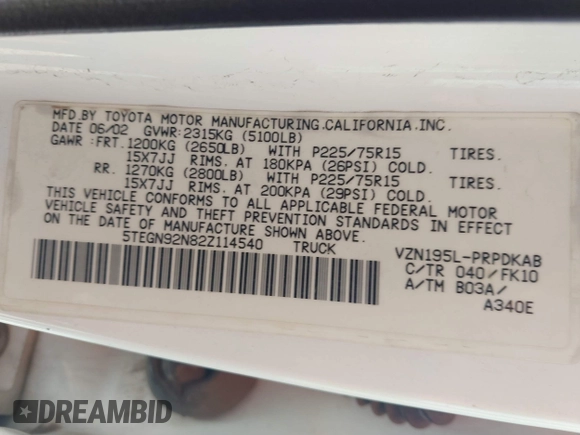 MFD.BY TOYOTA MOTOR MANUFACTURING.CALIFORNIA.INC.
DATE 06/02 GVWR:2315KG (5100LB)
GAWR :FRT.1200KG (2650LB) WITH P225/75R15 TIRES.
15X7JJ RIMS. AT 180KPA (26PSI) COLD.
RR. 1270KG (2800LB) WITH P225/75R15 TIRES.
15X7JJ RIMS. AT 200KPA (29PSI) COLD.
THIS VEHICLE CONFORMS TO ALL APPLICABLE FEDERAL MOTOR
VEHICLE SAFETY AND THEFT PREVENTION STANDARDS IN EFFECT
ON THE DATE OF MANUFACTURE SHOWN ABOVE.
5TEGN92N82Z114540 TRUCK VZN195L-PRPDKAB
C/TR 040/FK10
A/TM B03A/
A340E
DREAMBID